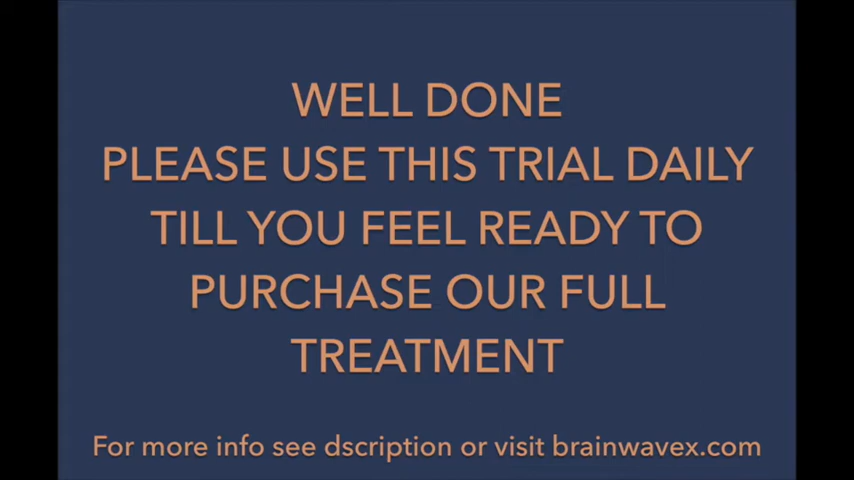 WELL DONE
PLEASE USE THIS TRIAL DAILY
TILL YOU FEEL READY TO
PURCHASE OUR FULL
TREATMENT
For more info see dscription or visit brainwavex.com